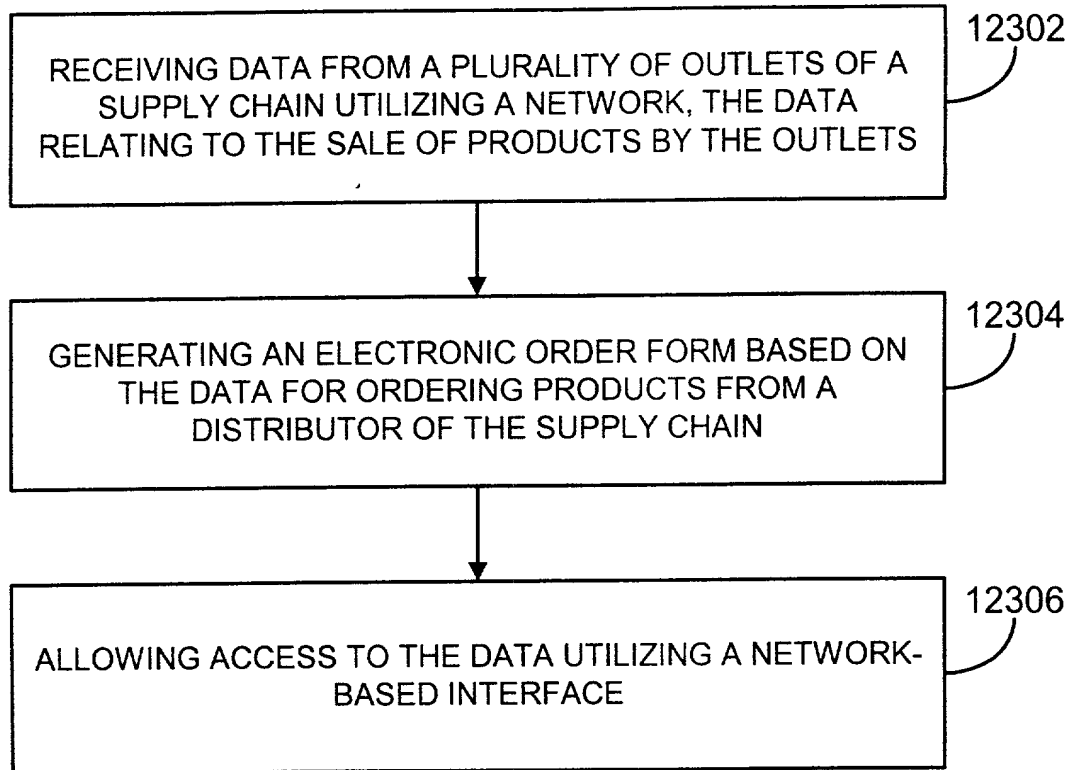 12302
RECEIVING DATA FROM A PLURALITY OF OUTLETS OF A
SUPPLY CHAIN UTILIZING A NETWORK, THE DATA
RELATING TO THE SALE OF PRODUCTS BY THE OUTLETS
12304
GENERATING AN ELECTRONIC ORDER FORM BASED ON
THE DATA FOR ORDERING PRODUCTS FROM A
DISTRIBUTOR OF THE SUPPLY CHAIN
12306
ALLOWING ACCESS TO THE DATA UTILIZING A NETWORK-
BASED INTERFACE